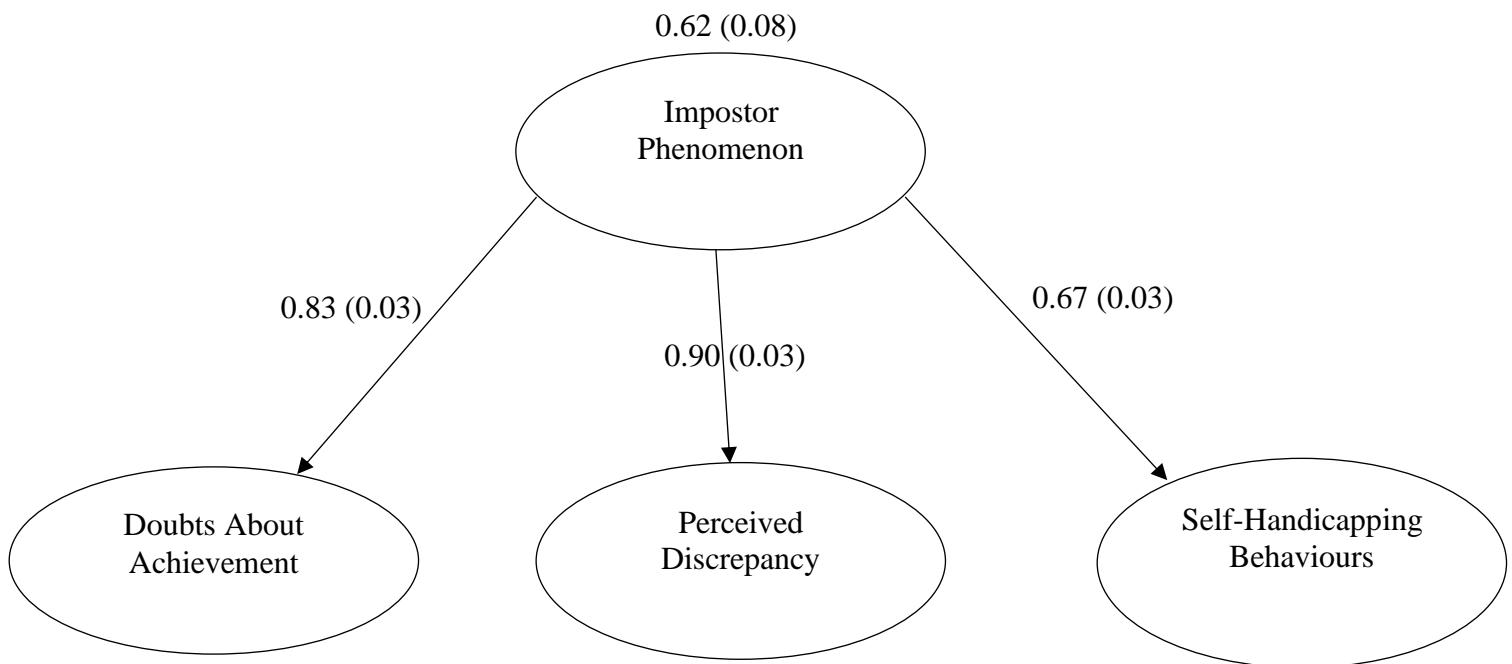 0.62 (0.08)
Impostor
Phenomenon
0.83 (0.03)
0.90 (0.03)
0.67 (0.03)
Doubts About
Achievement
Perceived
Discrepancy
Self-Handicapping
Behaviours